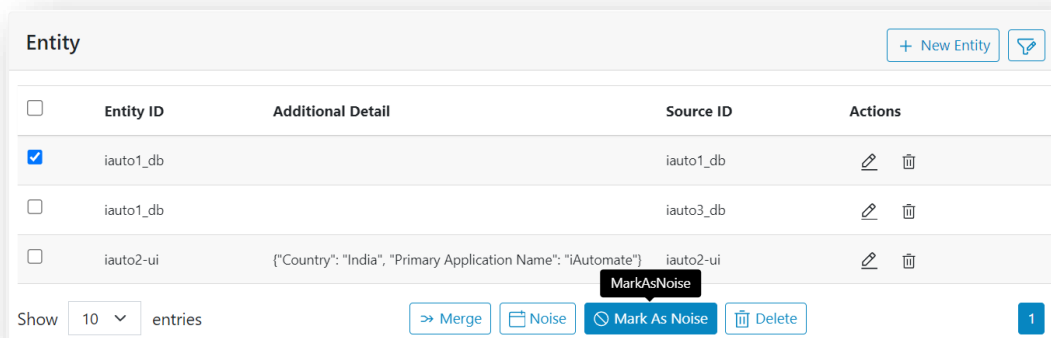 Entity
+ New Entity
Entity ID Additional Detail Source ID Actions
iauto1_db iauto1_db
iauto1_db iauto3_db
iauto2-ui {"Country": "India", "Primary Application Name": "iAutomate"} iauto2-ui
MarkAsNoise
Show 10 entries Merge Noise Mark As Noise Delete 1